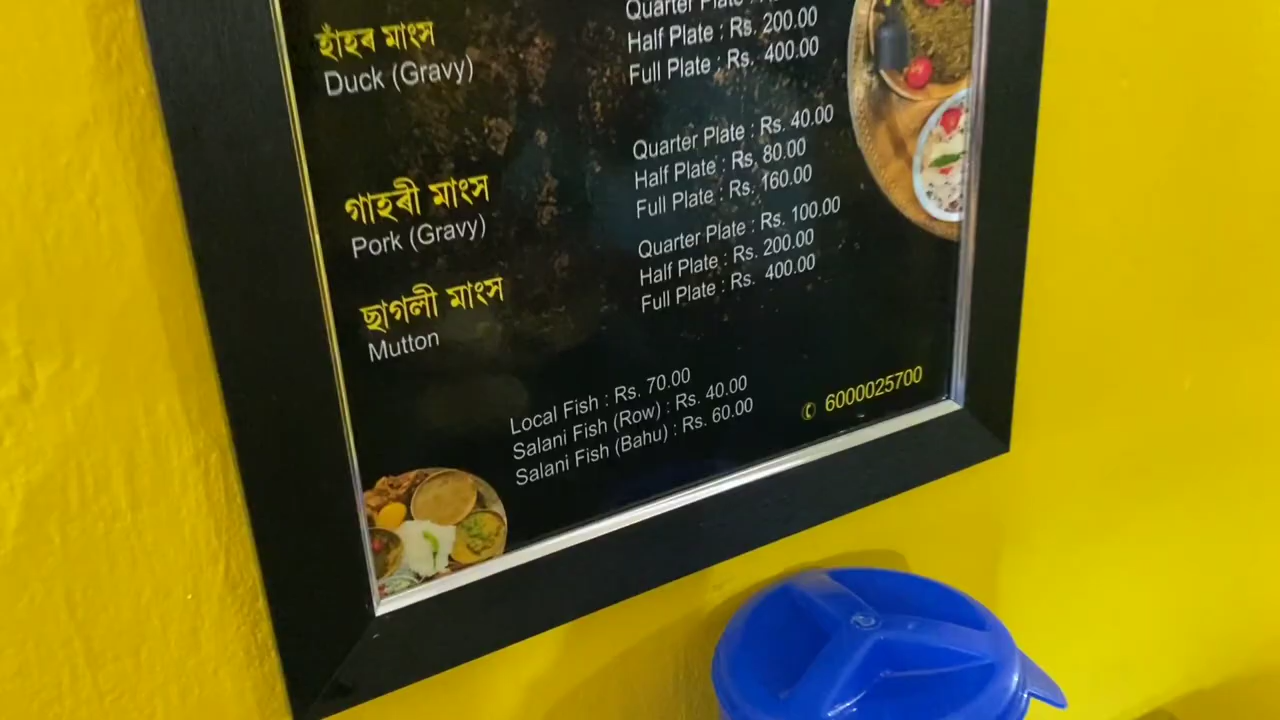 হাঁহৰ মাংস
Duck (Gravy)
Quarter Plate :
Half Plate : Rs. 200.00
Full Plate : Rs. 400.00
গাহৰী মাংস
Pork (Gravy)
Quarter Plate : Rs. 40.00
Half Plate : Rs. 80.00
Full Plate : Rs. 160.00
ছাগলী মাংস
Mutton
Quarter Plate : Rs. 100.00
Half Plate : Rs. 200.00
Full Plate : Rs. 400.00
Local Fish : Rs. 70.00
Salani Fish (Row) : Rs. 40.00
Salani Fish (Bahu) : Rs. 60.00
6000025700